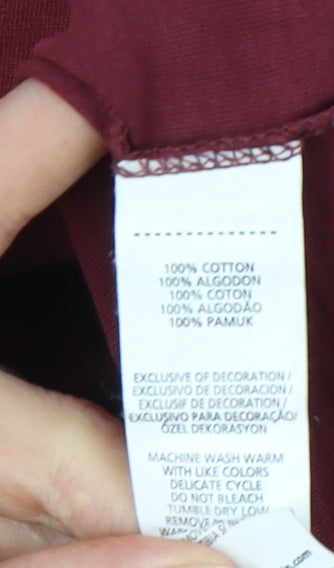 100% COTTON
100% ALGODON
100% COTON
100% ALGODÃO
100% PAMUK
EXCLUSIVE OF DECORATION /
EXCLUSIVO DE DECORACION /
EXCLUSIF DE DECORATION /
EXCLUSIVO PARA DECORAÇÃO/
ÖZEL DEKORASYON
MACHINE WASH WARM
WITH LIKE COLORS
DELICATE CYCLE
DO NOT BLEACH
TUMBLE DRY LOW
REMOVE